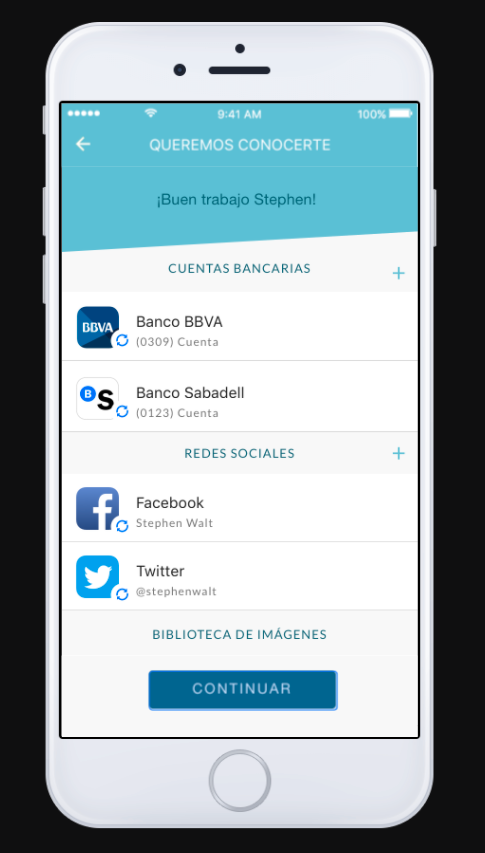 9:41 AM
100%
QUEREMOS CONOCERTE
¡Buen trabajo Stephen!
CUENTAS BANCARIAS
+
BBVA
Banco BBVA
(0309) Cuenta
B S
Banco Sabadell
(0123) Cuenta
REDES SOCIALES
+
f
Facebook
Stephen Walt
Twitter
@stephenwalt
BIBLIOTECA DE IMÁGENES
CONTINUAR